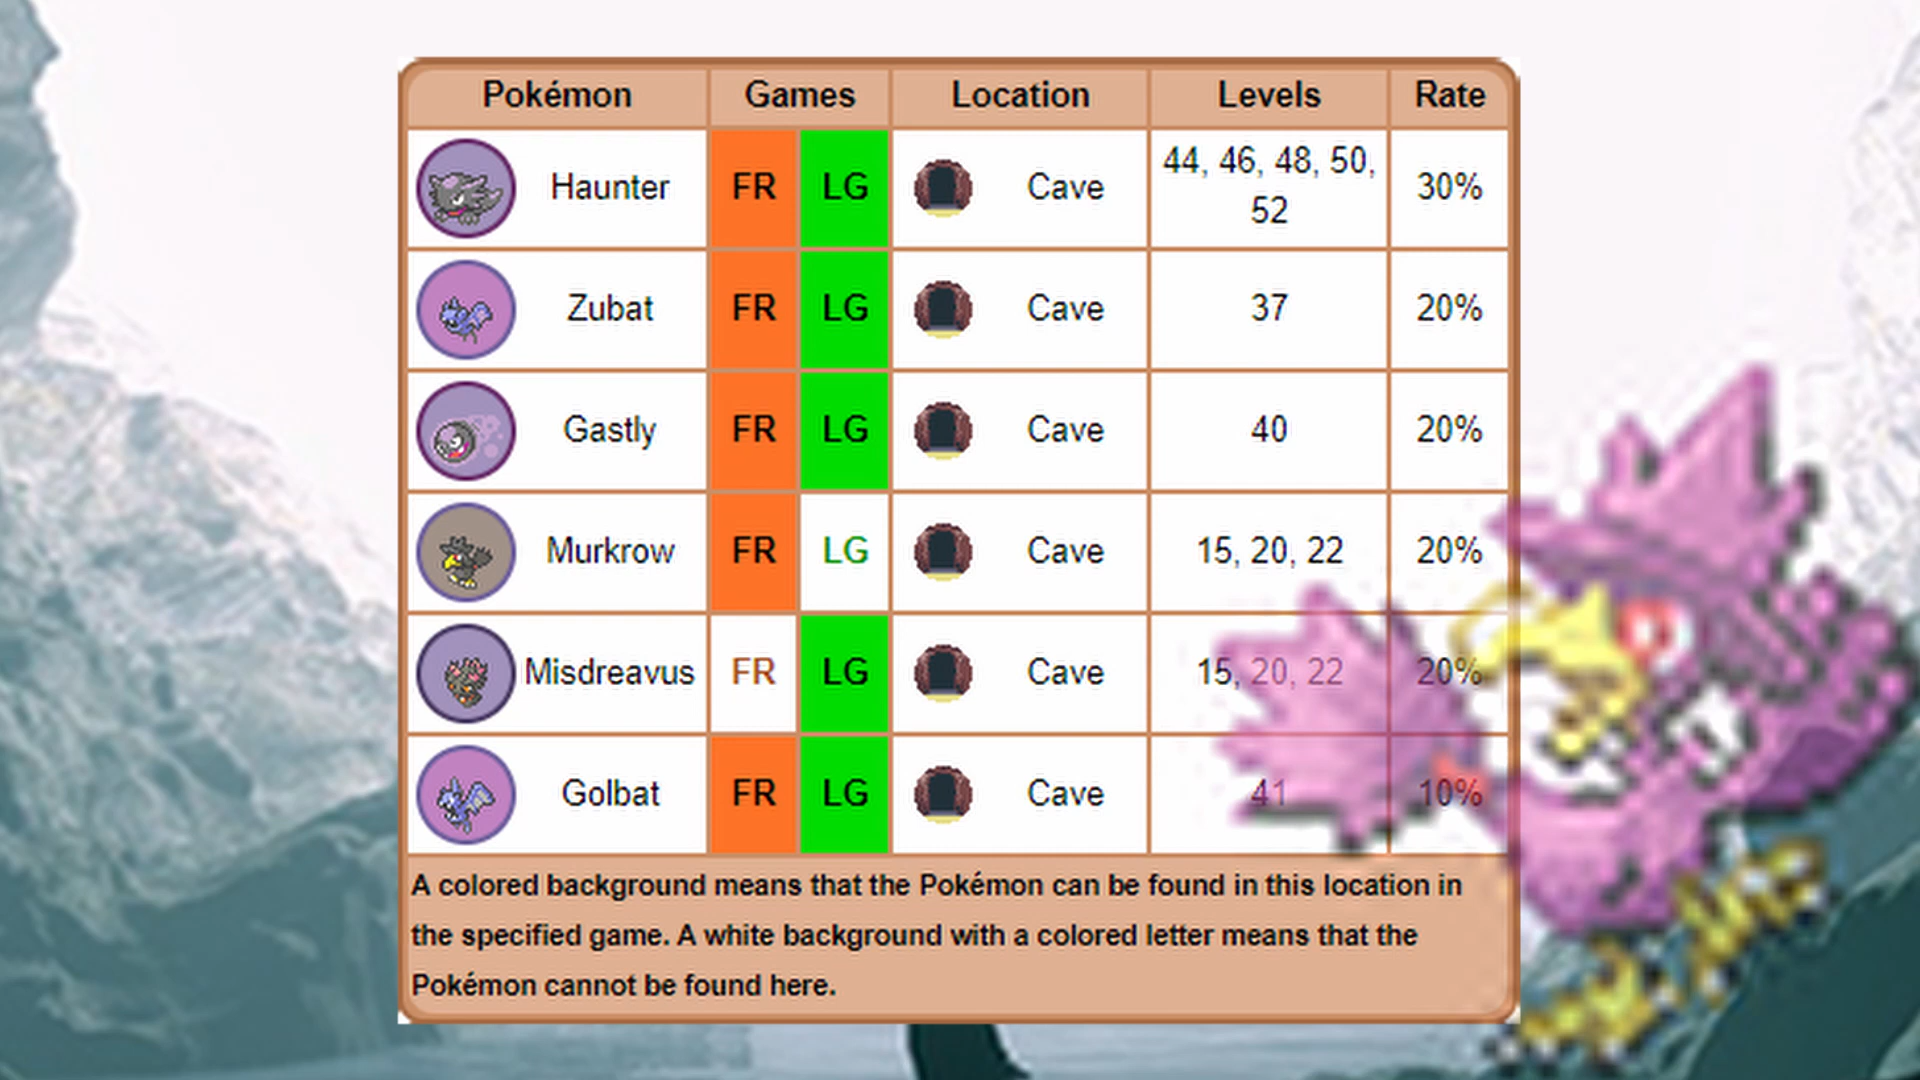 Pokémon Games Location Levels Rate
Haunter FR LG Cave 44, 46, 48, 50, 52 30%
Zubat FR LG Cave 37 20%
Gastly FR LG Cave 40 20%
Murkrow FR LG Cave 15, 20, 22 20%
Misdreavus FR LG Cave 15, 20, 22 20%
Golbat FR LG Cave 41 10%
A colored background means that the Pokémon can be found in this location in
the specified game. A white background with a colored letter means that the
Pokémon cannot be found here.